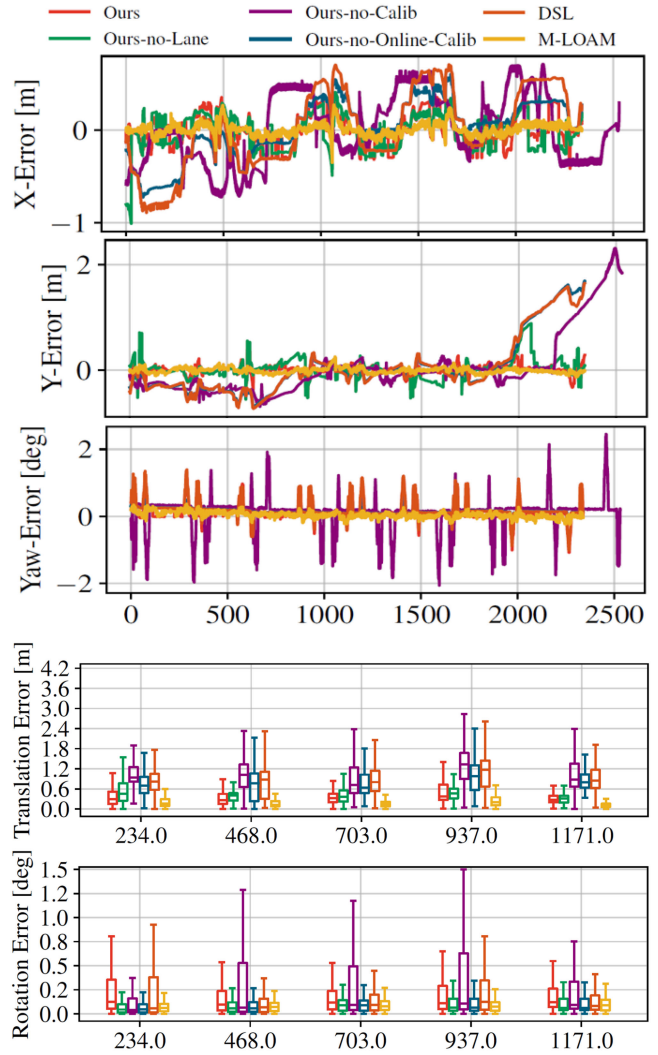 Ours Ours-no-Calib DSL
Ours-no-Lane Ours-no-Online-Calib M-LOAM
X-Error [m]
0
−1
Y-Error [m]
2
0
Yaw-Error [deg]
2
0
−2
0 500 1000 1500 2000 2500
Translation Error [m]
4.2
3.6
3.0
2.4
1.8
1.2
0.6
0.0
234.0 468.0 703.0 937.0 1171.0
Rotation Error [deg]
1.5
1.2
1.0
0.8
0.5
0.2
0.0
234.0 468.0 703.0 937.0 1171.0